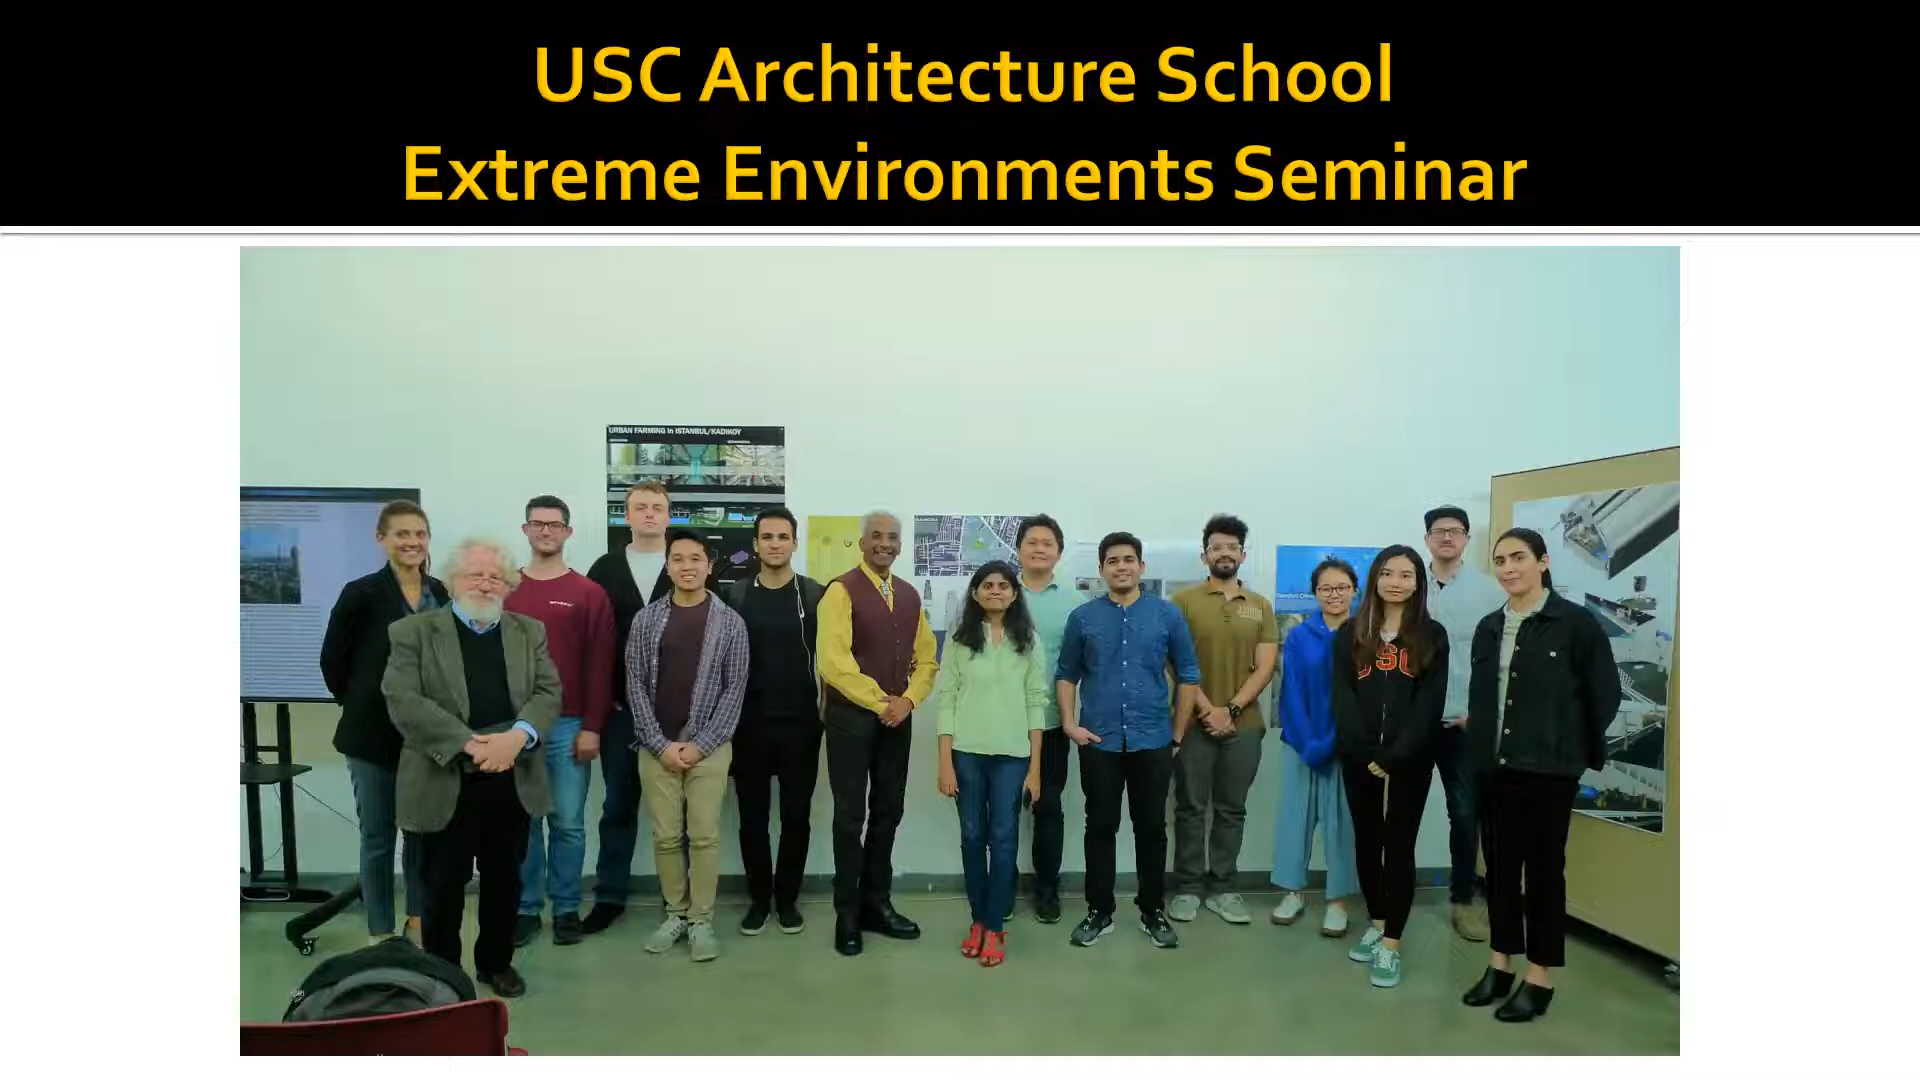 USC Architecture School
Extreme Environments Seminar
URBAN FARMING in ISTANBUL/KADIKOY
USC